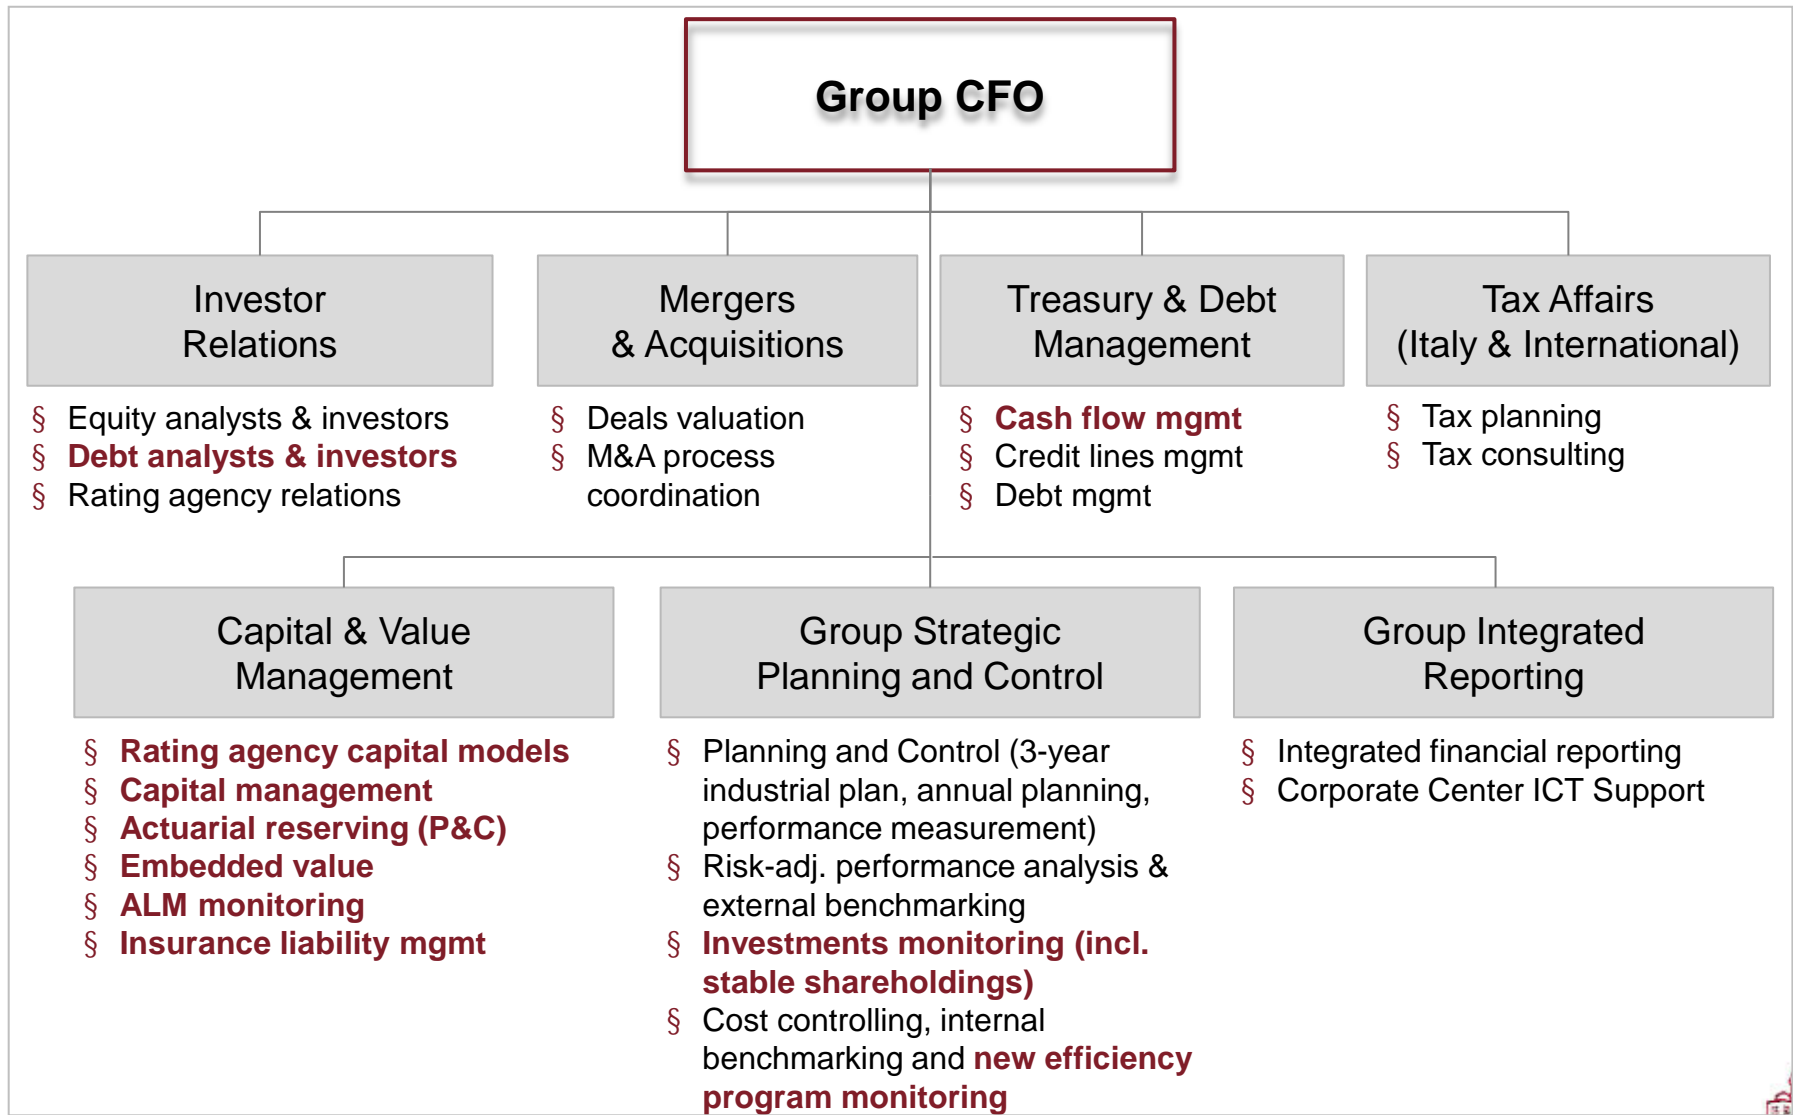 Group CFO
Investor
Relations
Mergers
& Acquisitions
Treasury & Debt
Management
Tax Affairs
(Italy & International)
§ Equity analysts & investors
§ Debt analysts & investors
§ Rating agency relations
§ Deals valuation
§ M&A process
coordination
§ Cash flow mgmt
§ Credit lines mgmt
§ Debt mgmt
§ Tax planning
§ Tax consulting
Capital & Value
Management
Group Strategic
Planning and Control
Group Integrated
Reporting
§ Rating agency capital models
§ Capital management
§ Actuarial reserving (P&C)
§ Embedded value
§ ALM monitoring
§ Insurance liability mgmt
§ Planning and Control (3-year
industrial plan, annual planning,
performance measurement)
§ Risk-adj. performance analysis &
external benchmarking
§ Investments monitoring (incl.
stable shareholdings)
§ Cost controlling, internal
benchmarking and new efficiency
program monitoring
§ Integrated financial reporting
§ Corporate Center ICT Support